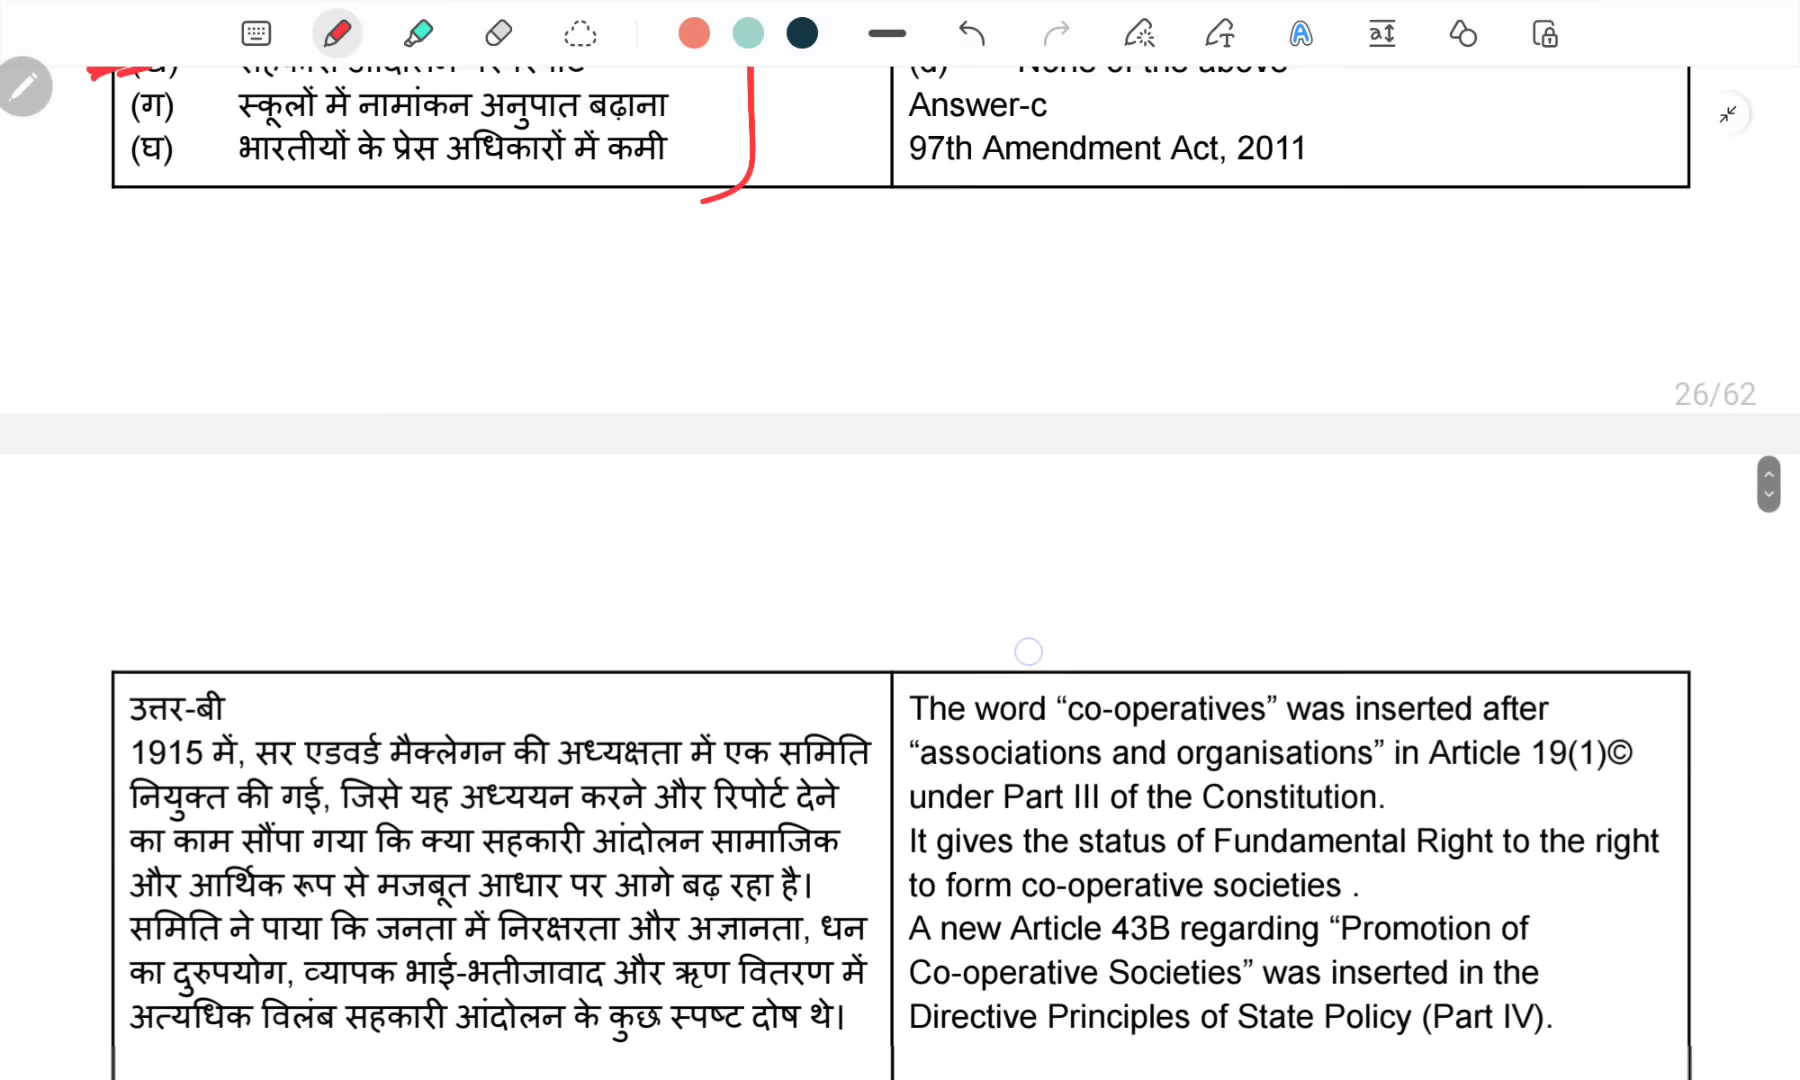 (ग) स्कूलों में नामांकन अनुपात बढ़ाना
(घ) भारतीयों के प्रेस अधिकारों में कमी
(d) None of the above
Answer-c
97th Amendment Act, 2011
26/62
उत्तर-बी
1915 में, सर एडवर्ड मैक्लेगन की अध्यक्षता में एक समिति
नियुक्त की गई, जिसे यह अध्ययन करने और रिपोर्ट देने
का काम सौंपा गया कि क्या सहकारी आंदोलन सामाजिक
और आर्थिक रूप से मजबूत आधार पर आगे बढ़ रहा है।
समिति ने पाया कि जनता में निरक्षरता और अज्ञानता, धन
का दुरुपयोग, व्यापक भाई-भतीजावाद और ऋण वितरण में
अत्यधिक विलंब सहकारी आंदोलन के कुछ स्पष्ट दोष थे।
The word “co-operatives” was inserted after
“associations and organisations” in Article 19(1)©
under Part III of the Constitution.
It gives the status of Fundamental Right to the right
to form co-operative societies .
A new Article 43B regarding “Promotion of
Co-operative Societies” was inserted in the
Directive Principles of State Policy (Part IV).